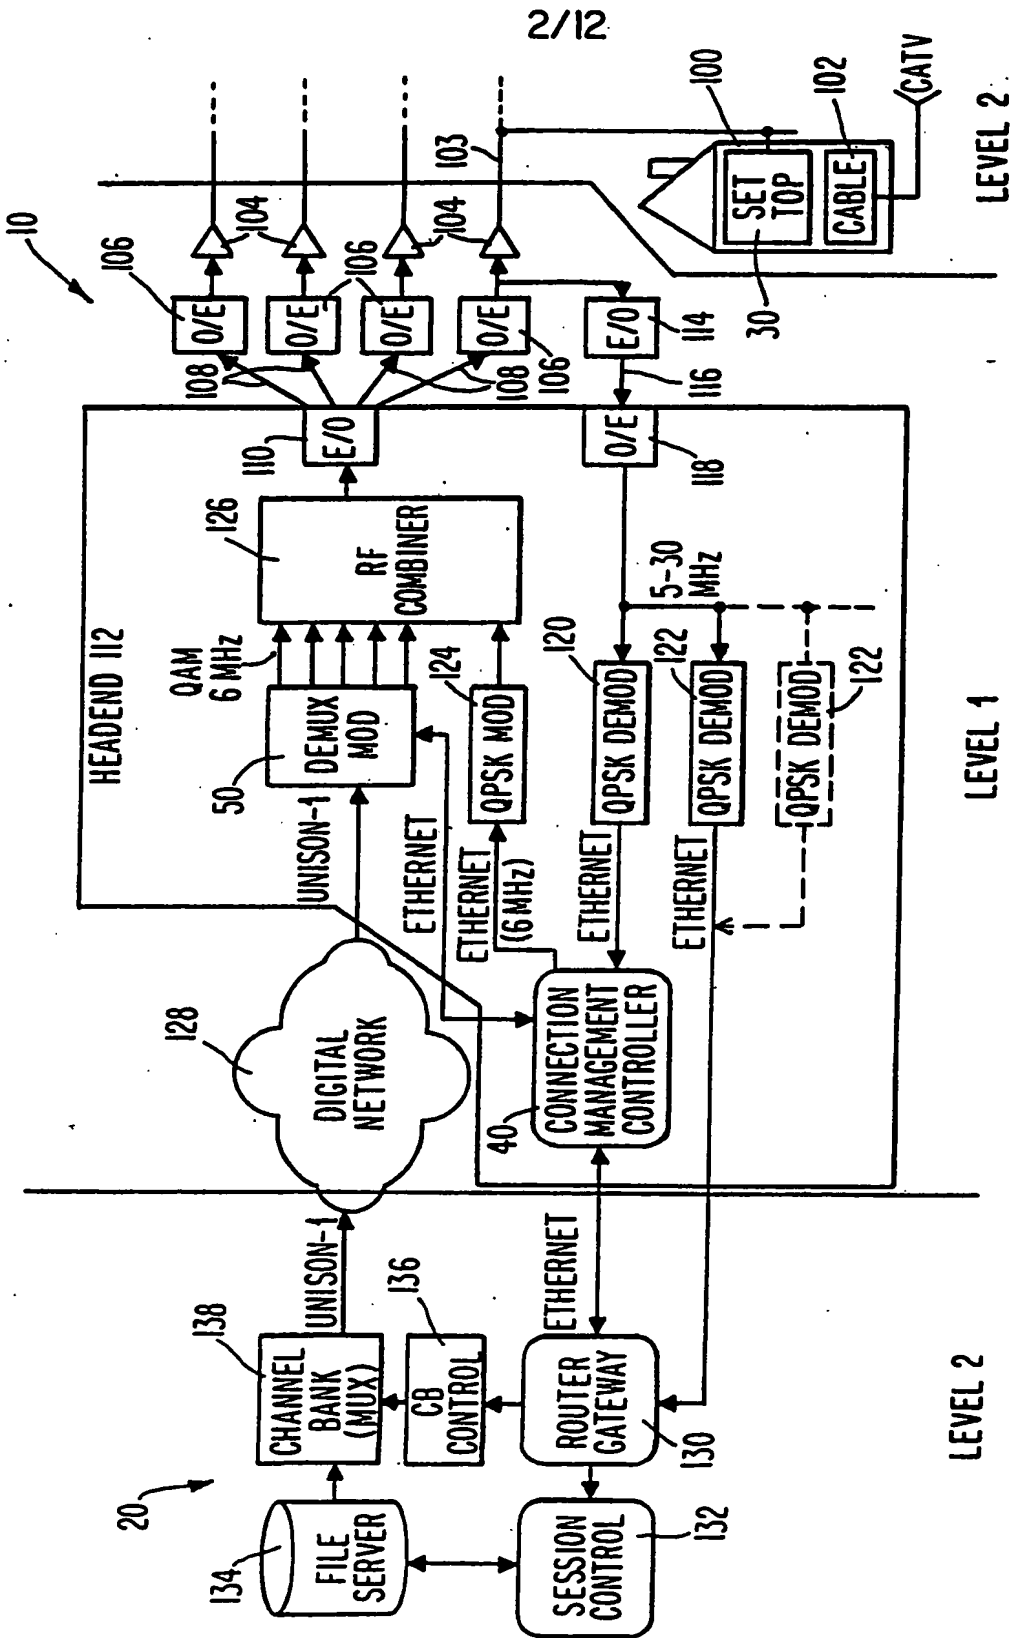 2/12
10
106
O/E
O/E
106
O/E
O/E
106
104
104
103
108
108
E/O
114
116
SET
TOP
100
CABLE
102
30
CATV
LEVEL 2
HEADEND 112
110
E/O
126
RF
COMBINER
QAM
6 MHz
DEMUX
MOD
50
124
QPSK MOD
O/E
118
5-30
MHz
120
QPSK DEMOD
122
QPSK DEMOD
QPSK DEMOD
122
UNISON-1
ETHERNET
ETHERNET
(6MHz)
ETHERNET
ETHERNET
128
DIGITAL
NETWORK
CONNECTION
MANAGEMENT
CONTROLLER
40
LEVEL 1
UNISON-1
138
CHANNEL
BANK
(MUX)
136
CB
CONTROL
ETHERNET
ROUTER
GATEWAY
130
20
134
FILE
SERVER
SESSION
CONTROL
132
LEVEL 2